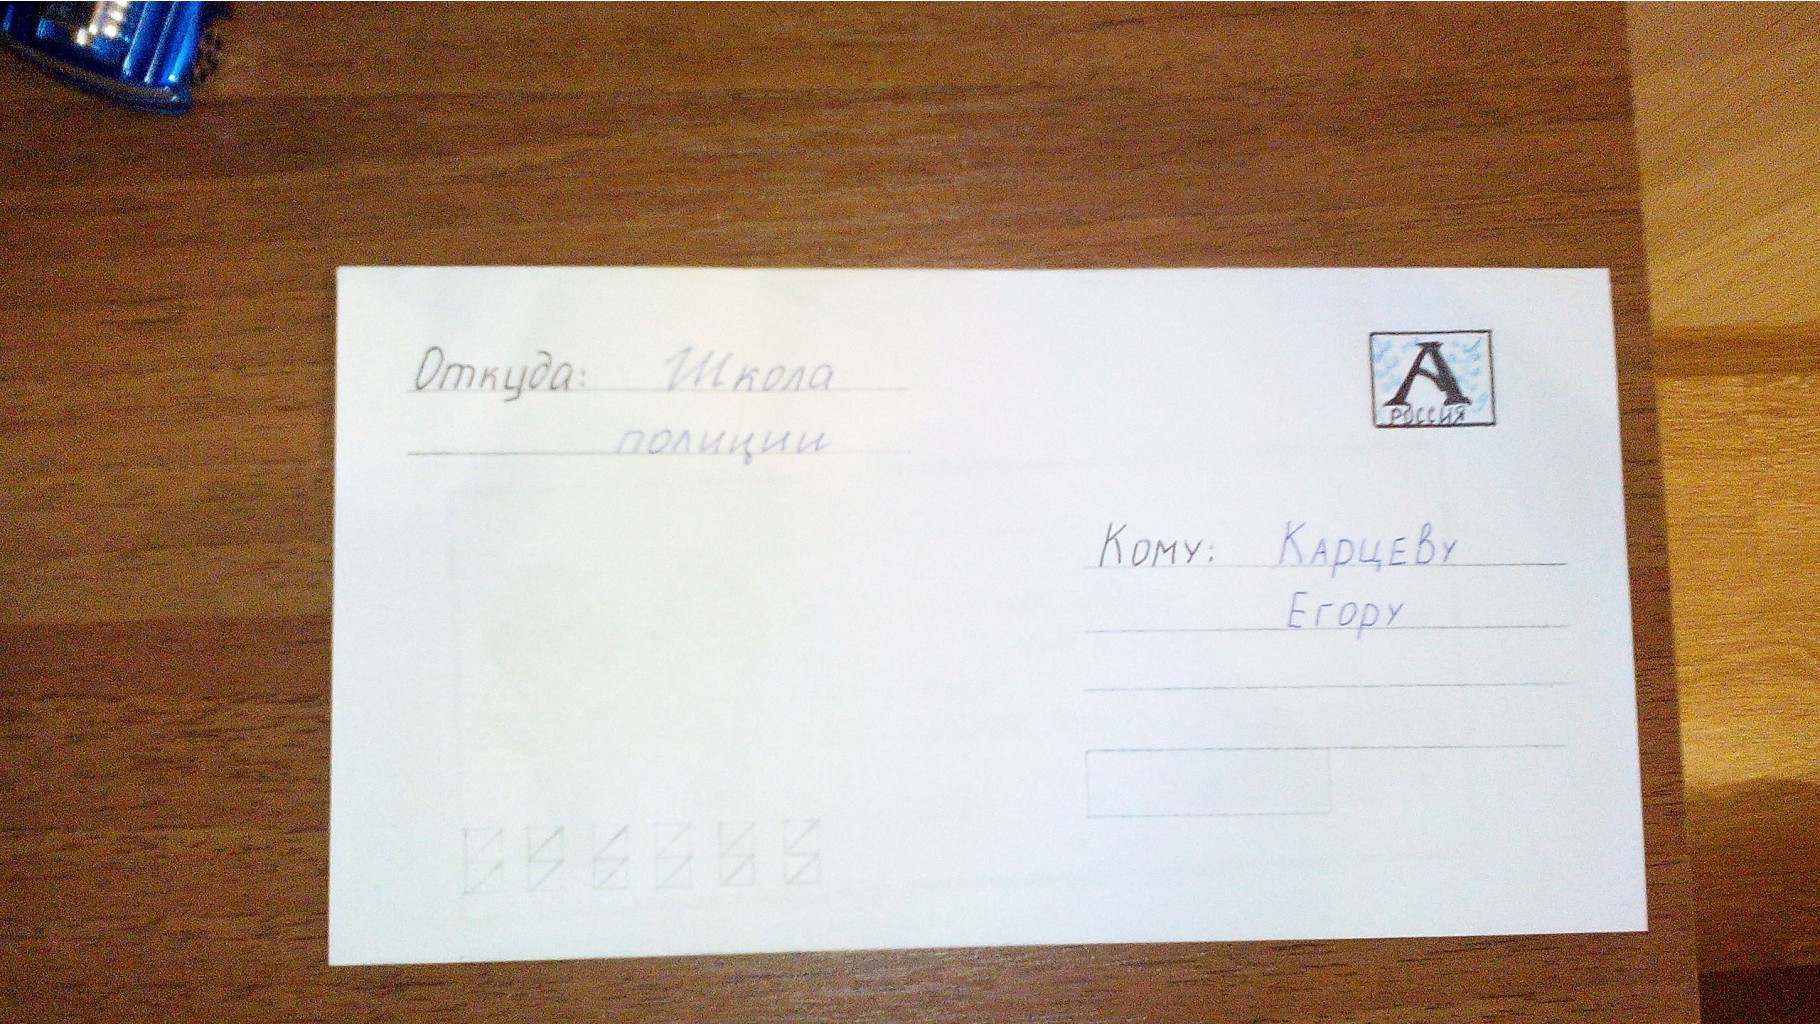 Откуда: Школа
полиции
А
РОССИЯ
Кому: Карцеву
Егору